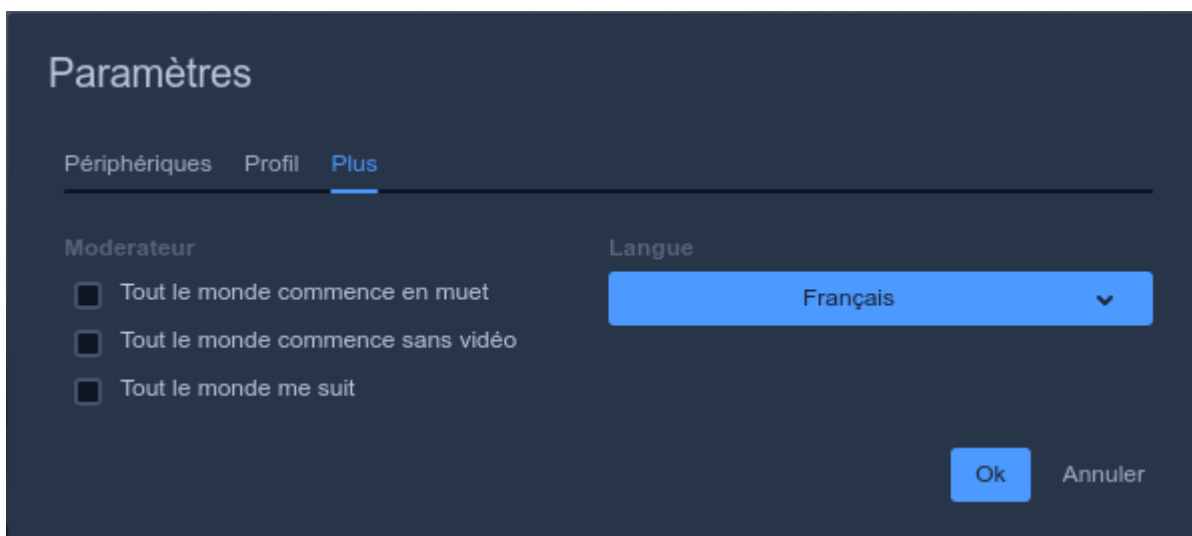 Paramètres
Périphériques Profil Plus
Moderateur
Tout le monde commence en muet
Tout le monde commence sans vidéo
Tout le monde me suit
Langue
Français
Ok Annuler